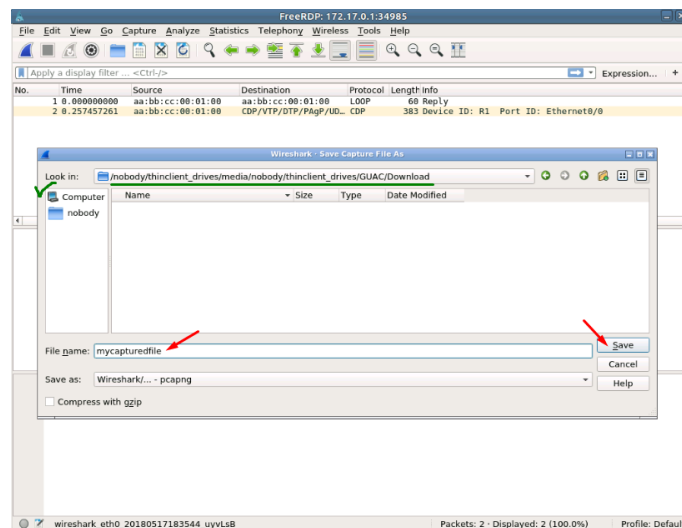 FreeRDP: 172.17.0.1:34985
File Edit View Go Capture Analyze Statistics Telephony Wireless Tools Help
Apply a display filter ... <Ctrl-/> Expression... +
No. Time Source Destination Protocol Length Info
1 0.000000000 aa:bb:cc:00:01:00 aa:bb:cc:00:01:00 LOOP 60 Reply
2 0.257457261 aa:bb:cc:00:01:00 CDP/VTP/DTP/PAgP/UD… CDP 383 Device ID: R1 Port ID: Ethernet0/0
Wireshark · Save Capture File As
Look in: /nobody/thinclient_drives/media/nobody/thinclient_drives/GUAC/Download
Computer
nobody
Name Size Type Date Modified
File name: mycapturedfile Save
Cancel
Save as: Wireshark/... - pcapng Help
Compress with gzip
wireshark_eth0_20180517183544_uyvLsB Packets: 2 · Displayed: 2 (100.0%) Profile: Defaul